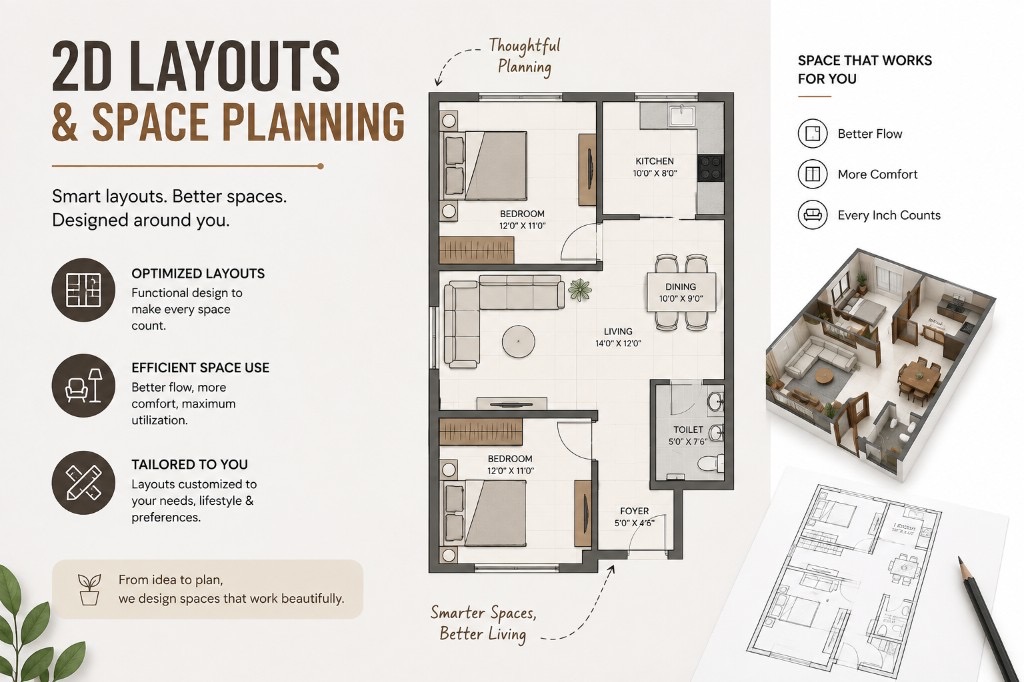 2D LAYOUTS
& SPACE PLANNING
Smart layouts. Better spaces.
Designed around you.
OPTIMIZED LAYOUTS
Functional design to
make every space
count.
EFFICIENT SPACE USE
Better flow, more
comfort, maximum
utilization.
TAILORED TO YOU
Layouts customized to
your needs, lifestyle &
preferences.
From idea to plan,
we design spaces that work beautifully.
Thoughtful
Planning
BEDROOM
12'0" X 11'0"
KITCHEN
10'0" X 8'0"
DINING
10'0" X 9'0"
LIVING
14'0" X 12'0"
BEDROOM
12'0" X 11'0"
TOILET
5'0" X 7'6"
FOYER
5'0" X 4'6"
Smarter Spaces,
Better Living
SPACE THAT WORKS
FOR YOU
Better Flow
More Comfort
Every Inch Counts